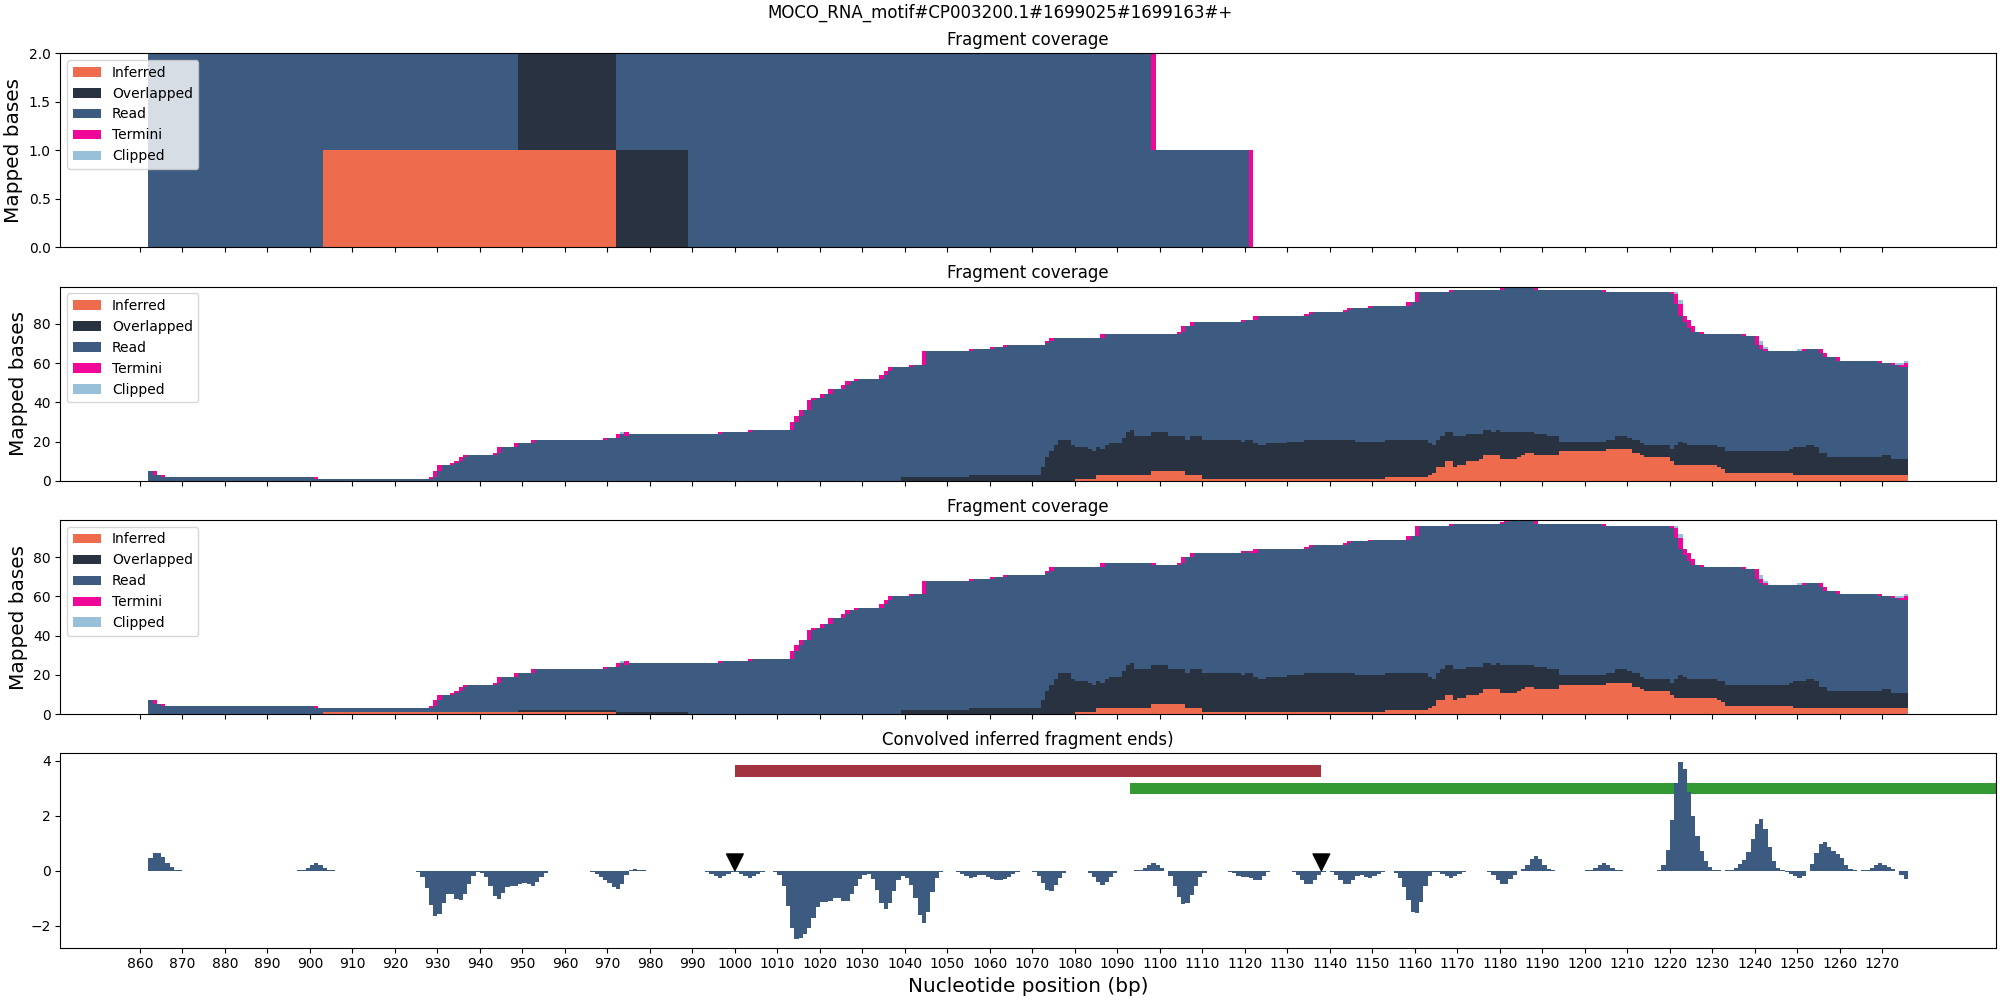 MOCO_RNA_motif#CP003200.1#1699025#1699163#+
Fragment coverage
Mapped bases
2.0
1.5
1.0
0.5
0.0
Inferred
Overlapped
Read
Termini
Clipped
Fragment coverage
Mapped bases
80
60
40
20
0
Inferred
Overlapped
Read
Termini
Clipped
Fragment coverage
Mapped bases
80
60
40
20
0
Inferred
Overlapped
Read
Termini
Clipped
Convolved inferred fragment ends)
4
2
0
−2
860 870 880 890 900 910 920 930 940 950 960 970 980 990 1000 1010 1020 1030 1040 1050 1060 1070 1080 1090 1100 1110 1120 1130 1140 1150 1160 1170 1180 1190 1200 1210 1220 1230 1240 1250 1260 1270
Nucleotide position (bp)